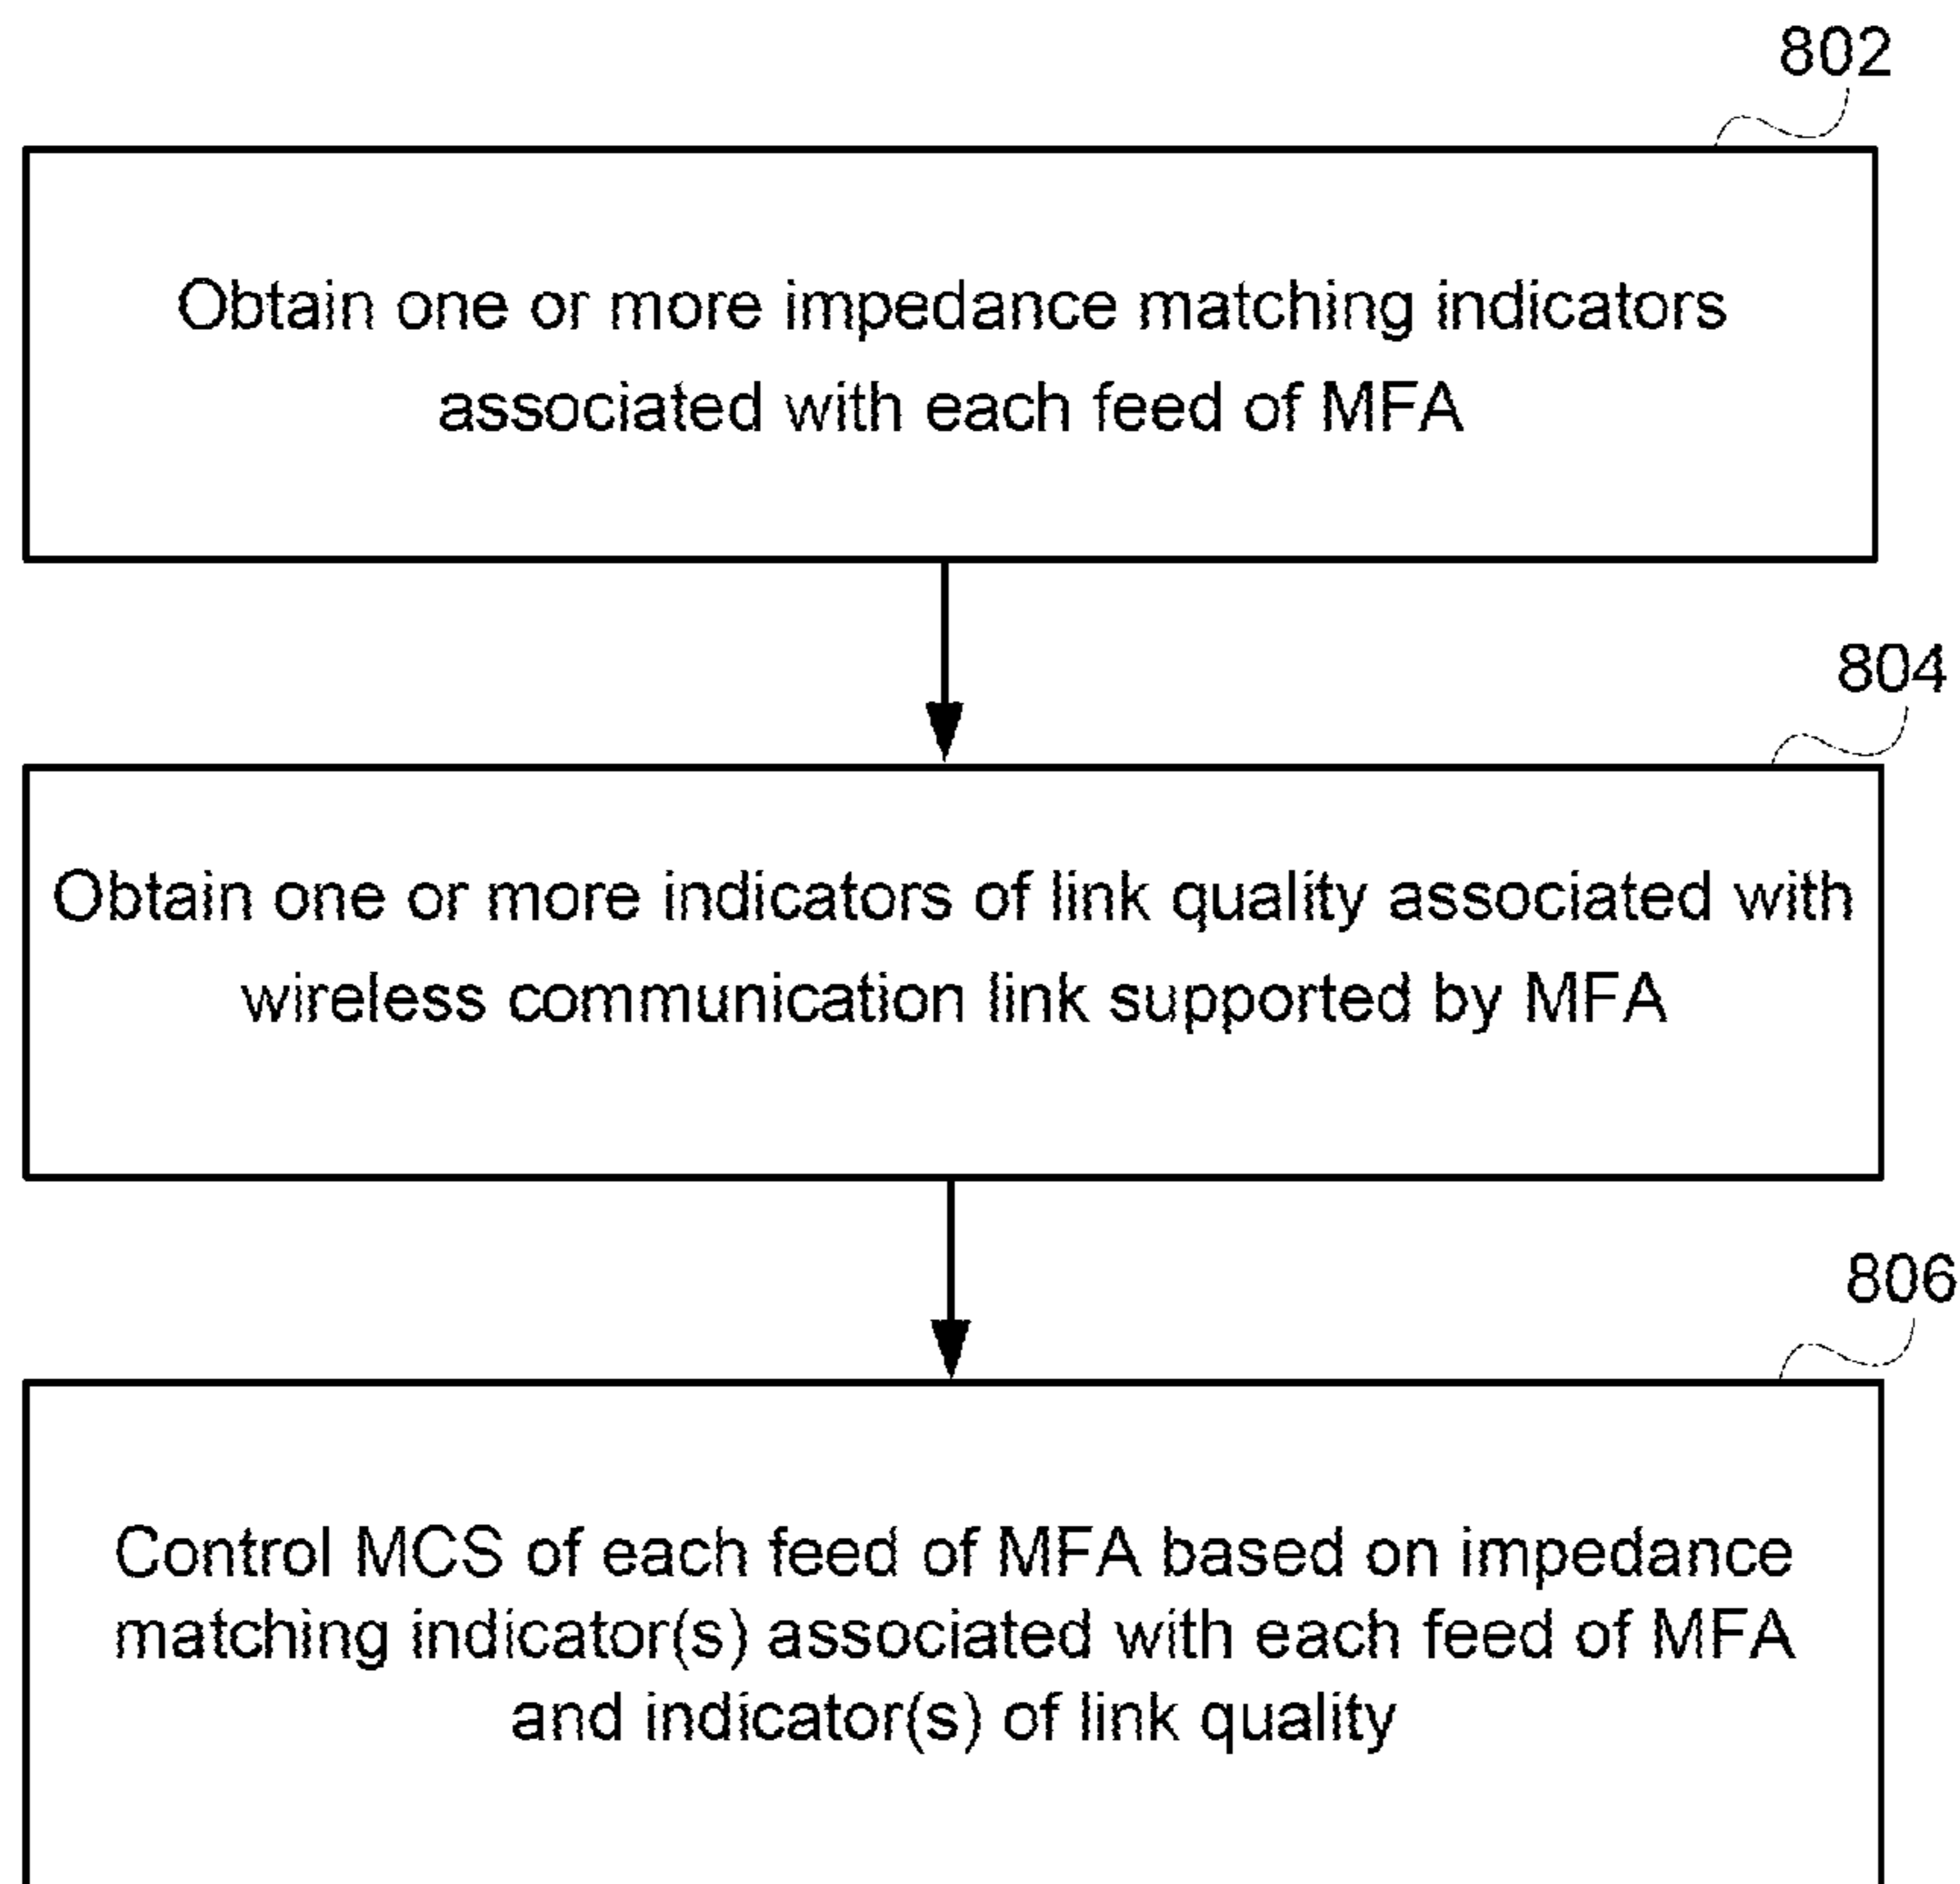 802
Obtain one or more impedance matching indicators
associated with each feed of MFA
804
Obtain one or more indicators of link quality associated with
wireless communication link supported by MFA
806
Control MCS of each feed of MFA based on impedance
matching indicator(s) associated with each feed of MFA
and indicator(s) of link quality